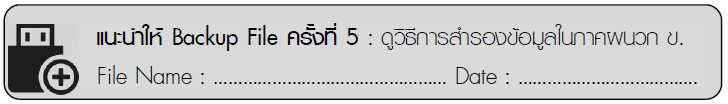 แนะนำให้ Backup File ครั้งที่ 5 : ดูวิธีการสำรองข้อมูลในภาคผนวก ข.
File Name : ............................................ Date : ..................................